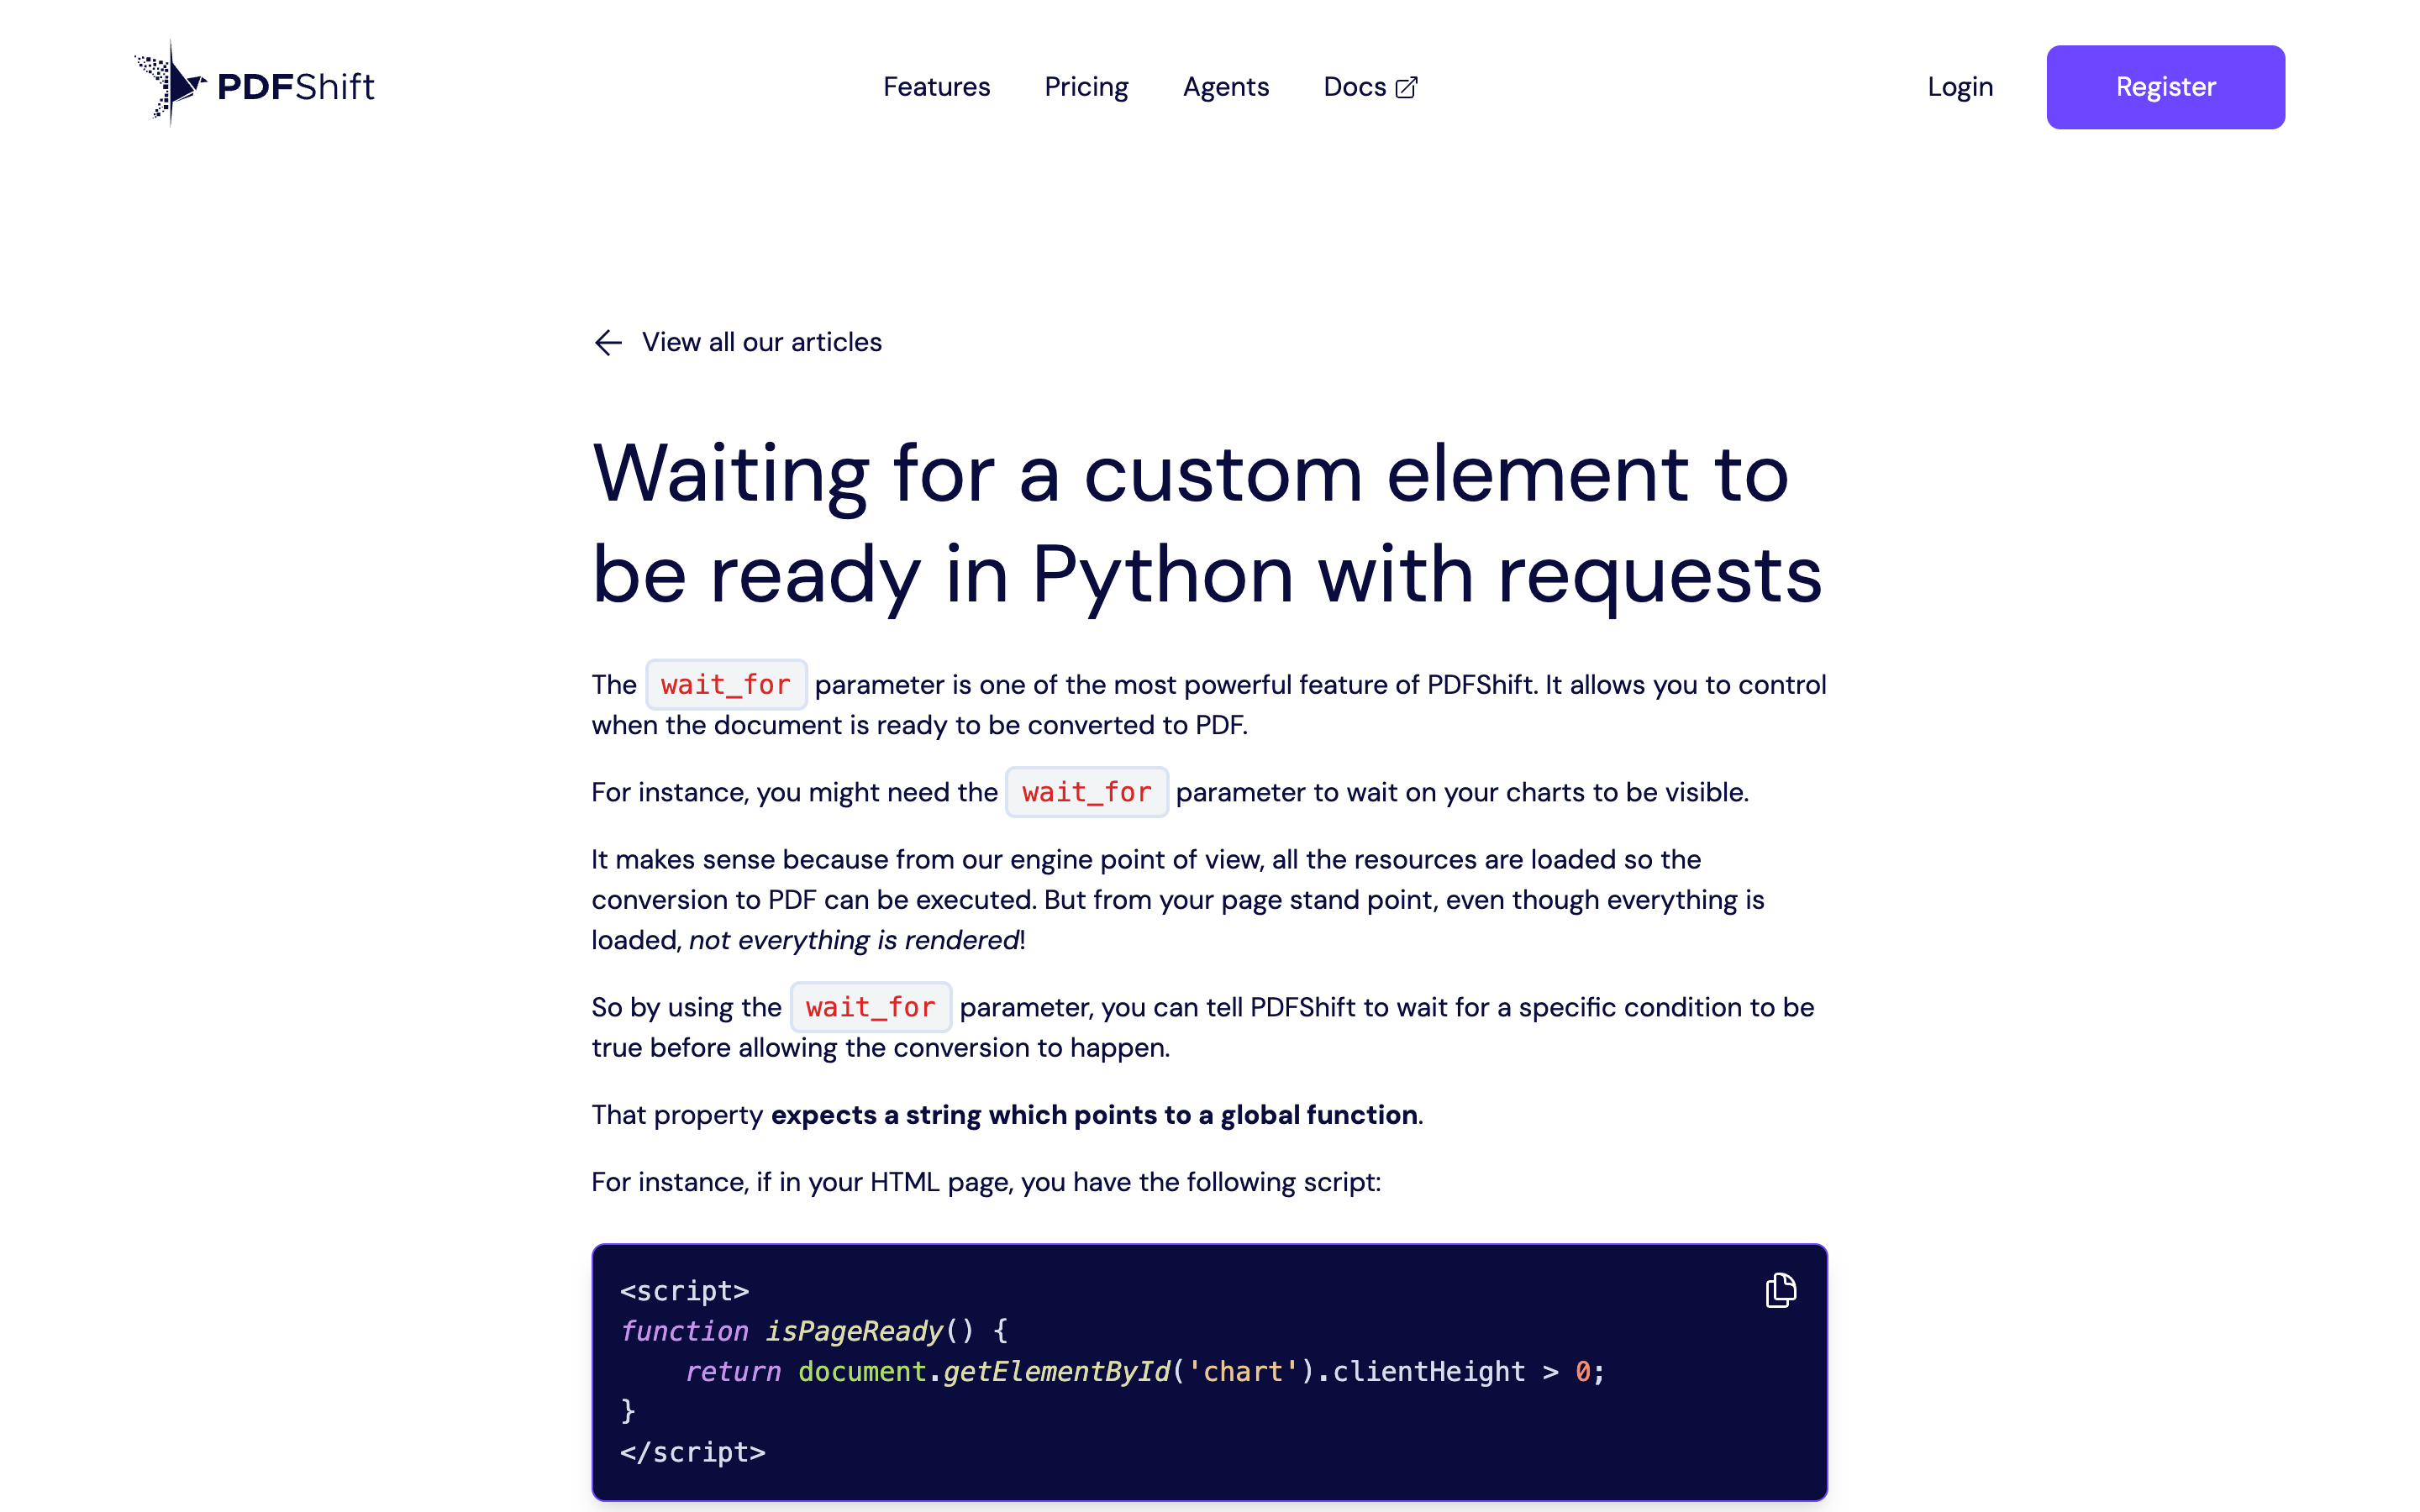 PDFShift
Features
Pricing
Agents
Docs
Login
Register
View all our articles
Waiting for a custom element to
be ready in Python with requests
The wait_for parameter is one of the most powerful feature of PDFShift. It allows you to control
when the document is ready to be converted to PDF.
For instance, you might need the wait_for parameter to wait on your charts to be visible.
It makes sense because from our engine point of view, all the resources are loaded so the
conversion to PDF can be executed. But from your page stand point, even though everything is
loaded, not everything is rendered!
So by using the wait_for parameter, you can tell PDFShift to wait for a specific condition to be
true before allowing the conversion to happen.
That property expects a string which points to a global function.
For instance, if in your HTML page, you have the following script:
<script>
function isPageReady() {
    return document.getElementById('chart').clientHeight > 0;
}
</script>